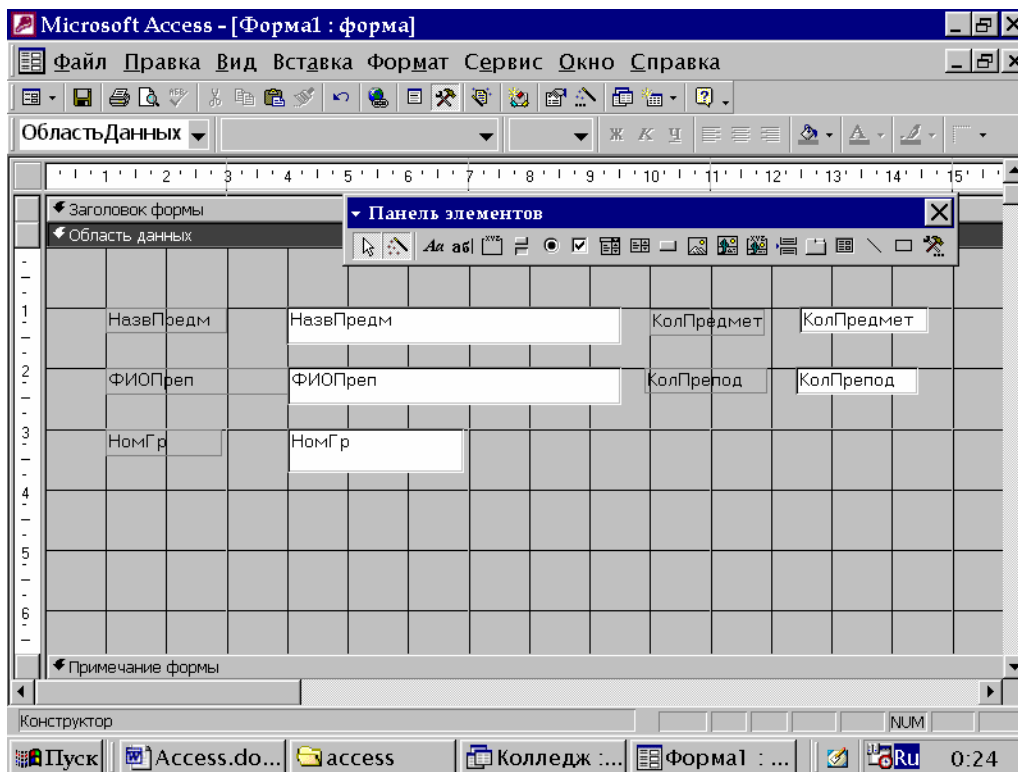 Microsoft Access - [Форма1 : форма]
Файл Правка Вид Вставка Формат Сервис Окно Справка
ОбластьДанных Ж К Ч
1 2 3 4 5 6 7 8 9 10 11 12 13 14 15
Заголовок формы
Панель элементов
Область данных
Aa аб| XYZ
1
НазвПредм НазвПредм КолПредмет КолПредмет
2
ФИОПреп ФИОПреп КолПрепод КолПрепод
3
НомГр НомГр
4
5
6
Примечание формы
Конструктор NUM
Пуск Access.do... access Колледж :... Форма1 : ... Ru 0:24